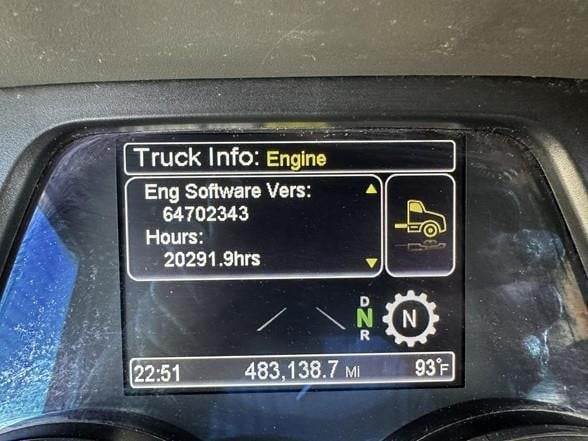 Truck Info: Engine
Eng Software Vers:
64702343
Hours:
20291.9hrs
D
N
R
N
22:51 483,138.7 MI 93°F